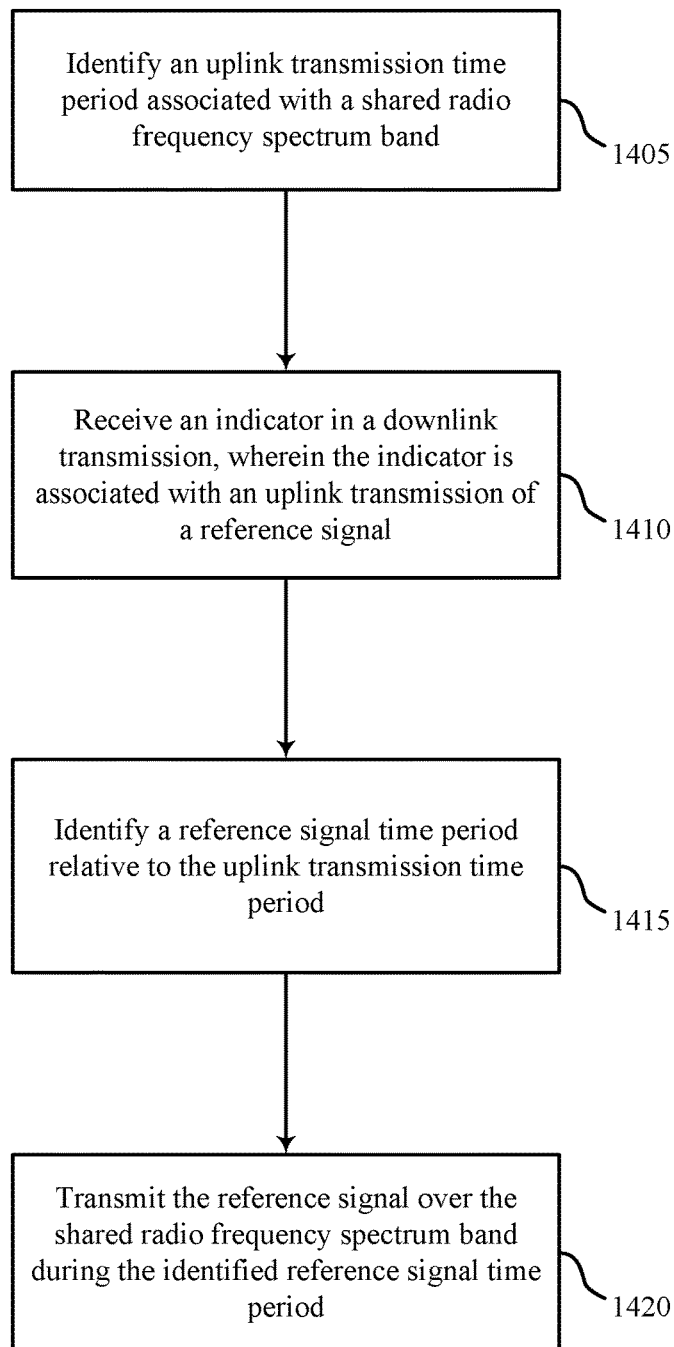 Identify an uplink transmission time
period associated with a shared radio
frequency spectrum band
1405
Receive an indicator in a downlink
transmission, wherein the indicator is
associated with an uplink transmission of
a reference signal
1410
Identify a reference signal time period
relative to the uplink transmission time
period
1415
Transmit the reference signal over the
shared radio frequency spectrum band
during the identified reference signal time
period
1420